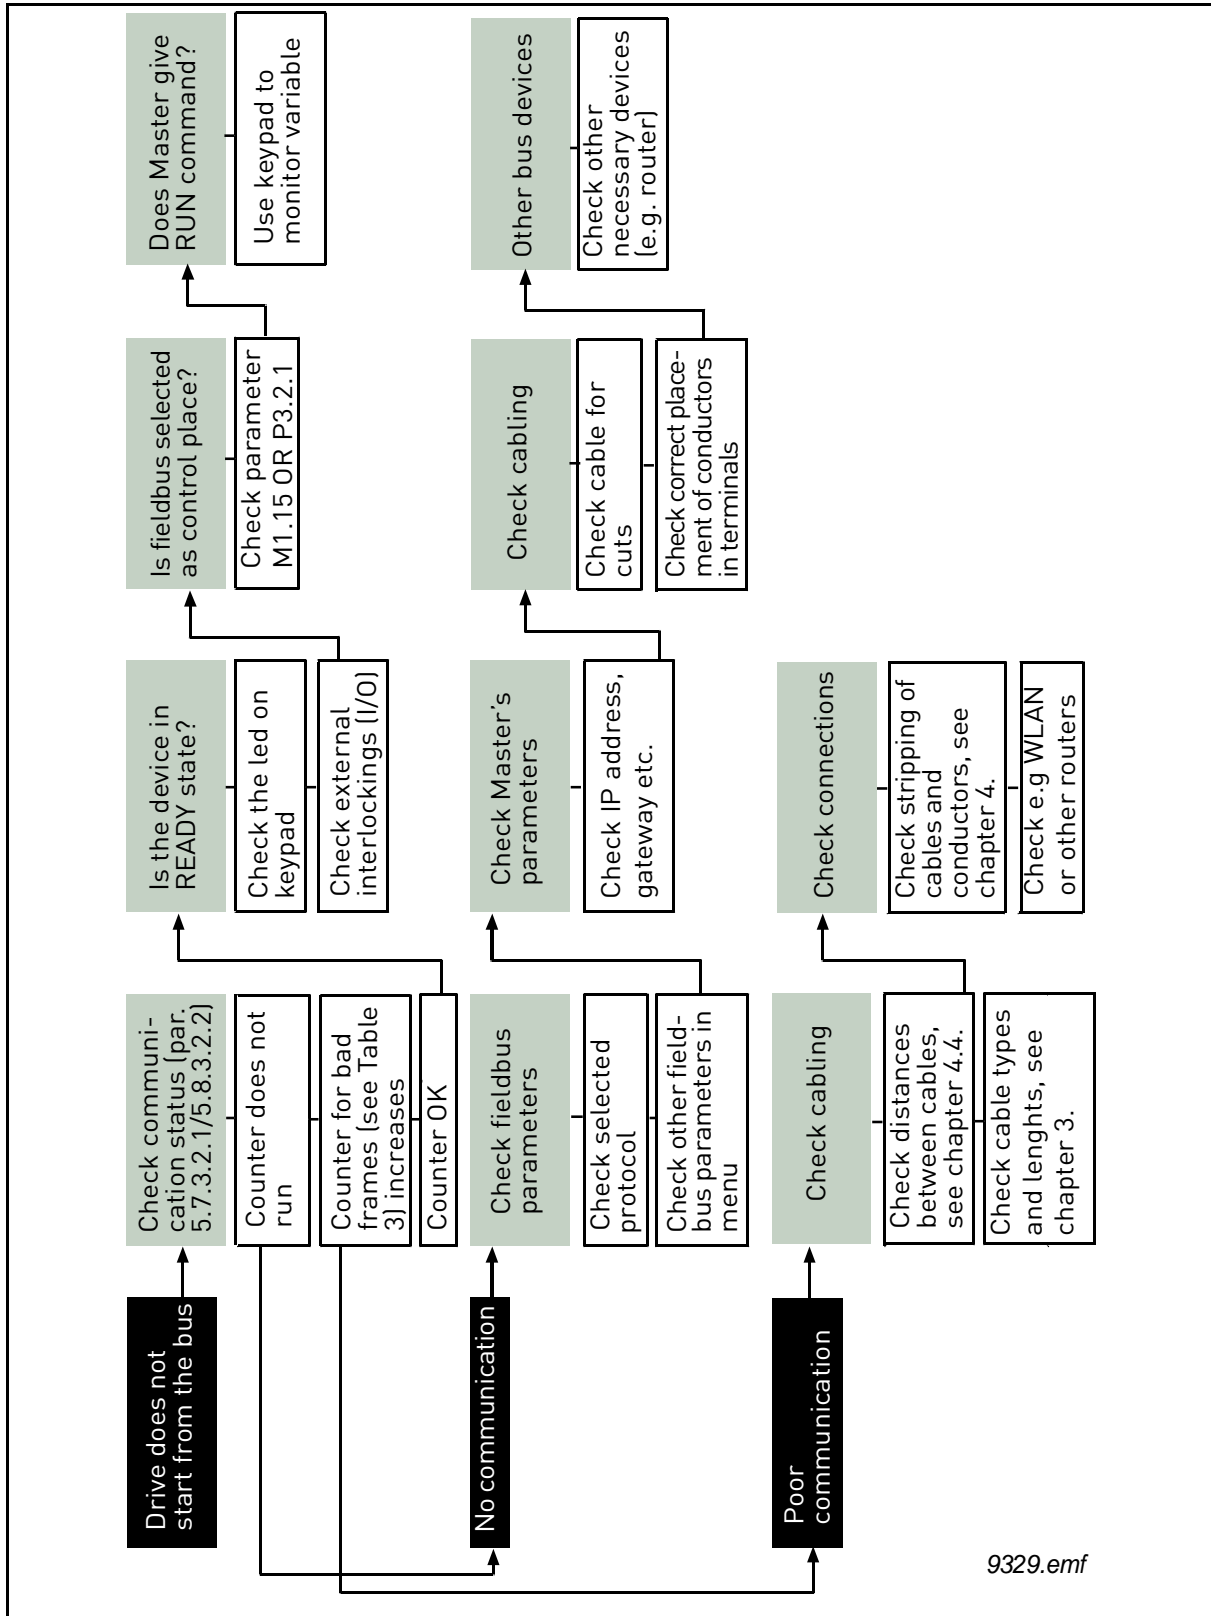 Drive does not
start from the bus
Check communi-
cation status (par.
5.7.3.2.1/5.8.3.2.2)
Counter does not
run
Counter for bad
frames (see Table
3) increases
Counter OK
Is the device in
READY state?
Check the led on
keypad
Check external
interlockings (I/O)
Is fieldbus selected
as control place?
Check parameter
M1.15 OR P3.2.1
Does Master give
RUN command?
Use keypad to
monitor variable
No communication
Check fieldbus
parameters
Check selected
protocol
Check other field-
bus parameters in
menu
Check Master's
parameters
Check IP address,
gateway etc.
Check cabling
Check cable for
cuts
Check correct place-
ment of conductors
in terminals
Other bus devices
Check other
necessary devices
(e.g. router)
Poor
communication
Check cabling
Check distances
between cables,
see chapter 4.4.
Check cable types
and lenghts, see
chapter 3.
Check connections
Check stripping of
cables and
conductors, see
chapter 4.
Check e.g WLAN
or other routers
9329.emf